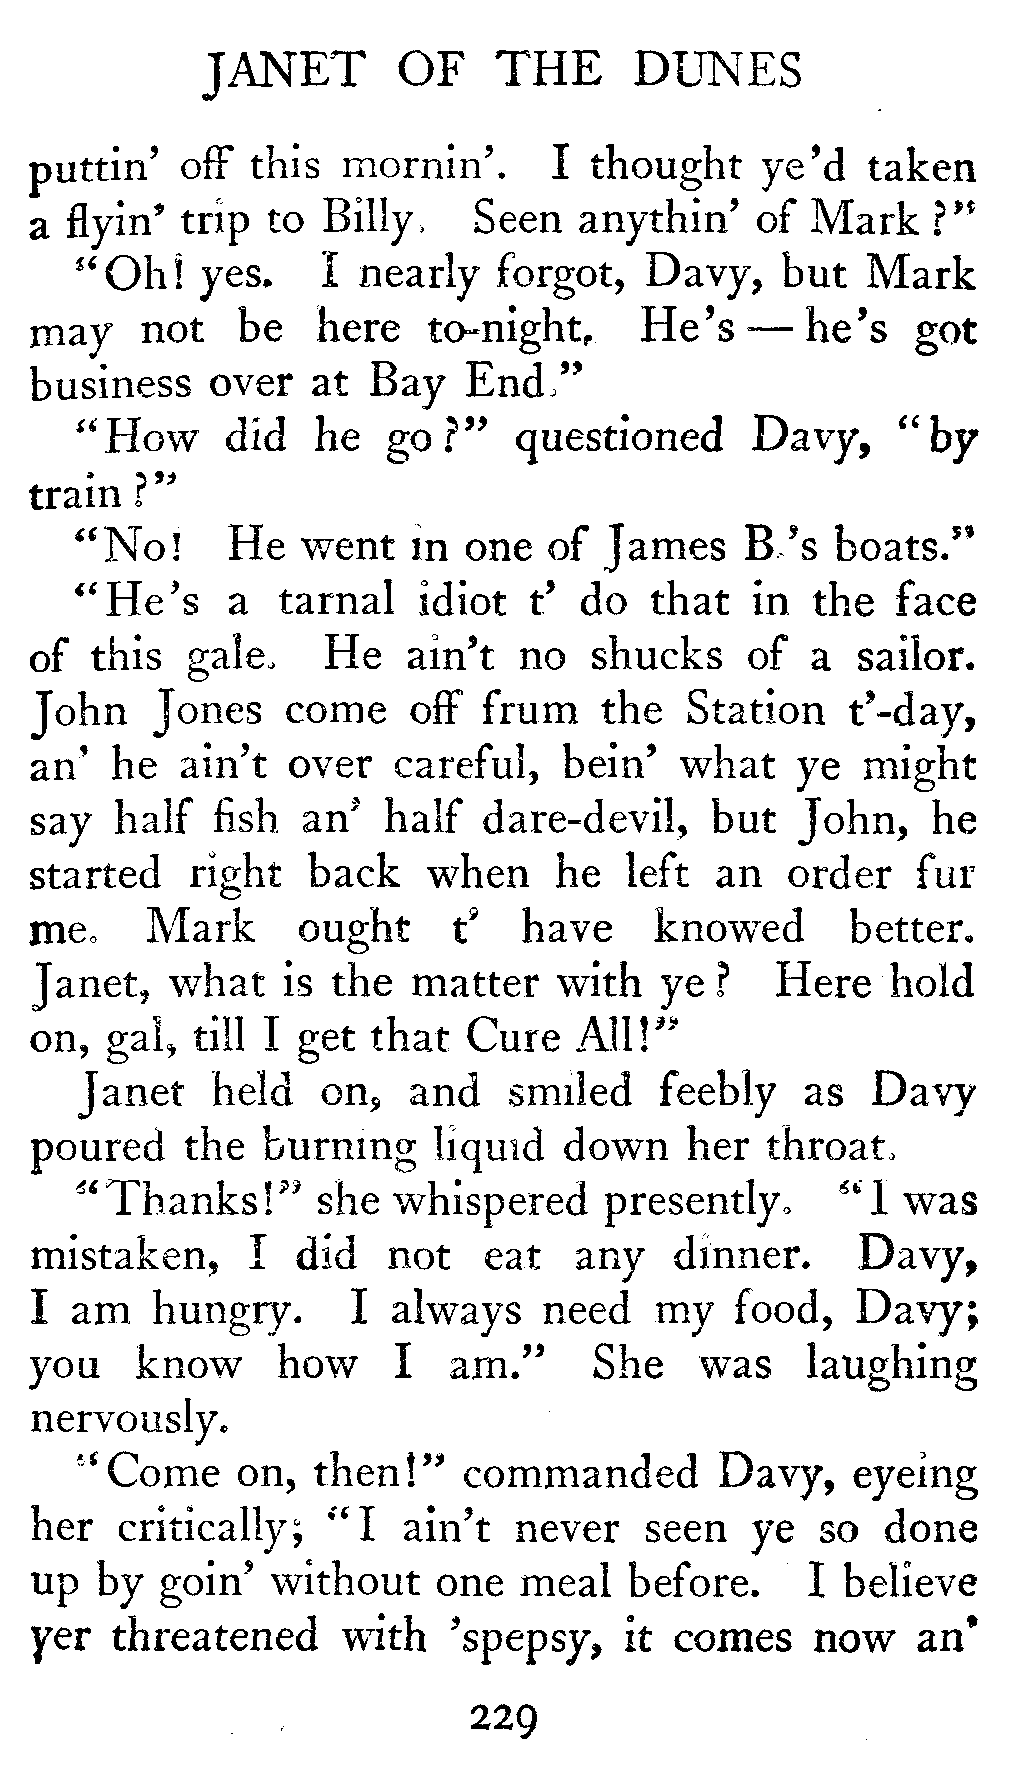 JANET OF THE DUNES
puttin' off this mornin'. I thought ye'd taken
a flyin' trip to Billy. Seen anythin' of Mark?"
"Oh! yes. I nearly forgot, Davy, but Mark
may not be here to-night. He's — he's got
business over at Bay End."
"How did he go?" questioned Davy, "by
train?"
"No! He went in one of James B.'s boats."
"He's a tarnal idiot t' do that in the face
of this gale. He ain't no shucks of a sailor.
John Jones come off frum the Station t'-day,
an' he ain't over careful, bein' what ye might
say half fish an' half dare-devil, but John, he
started right back when he left an order fur
me. Mark ought t' have knowed better.
Janet, what is the matter with ye? Here hold
on, gal, till I get that Cure All!"
Janet held on, and smiled feebly as Davy
poured the burning liquid down her throat.
"Thanks!" she whispered presently. "I was
mistaken, I did not eat any dinner. Davy,
I am hungry. I always need my food, Davy;
you know how I am." She was laughing
nervously.
"Come on, then!" commanded Davy, eyeing
her critically; "I ain't never seen ye so done
up by goin' without one meal before. I believe
yer threatened with 'spepsy, it comes now an'
229